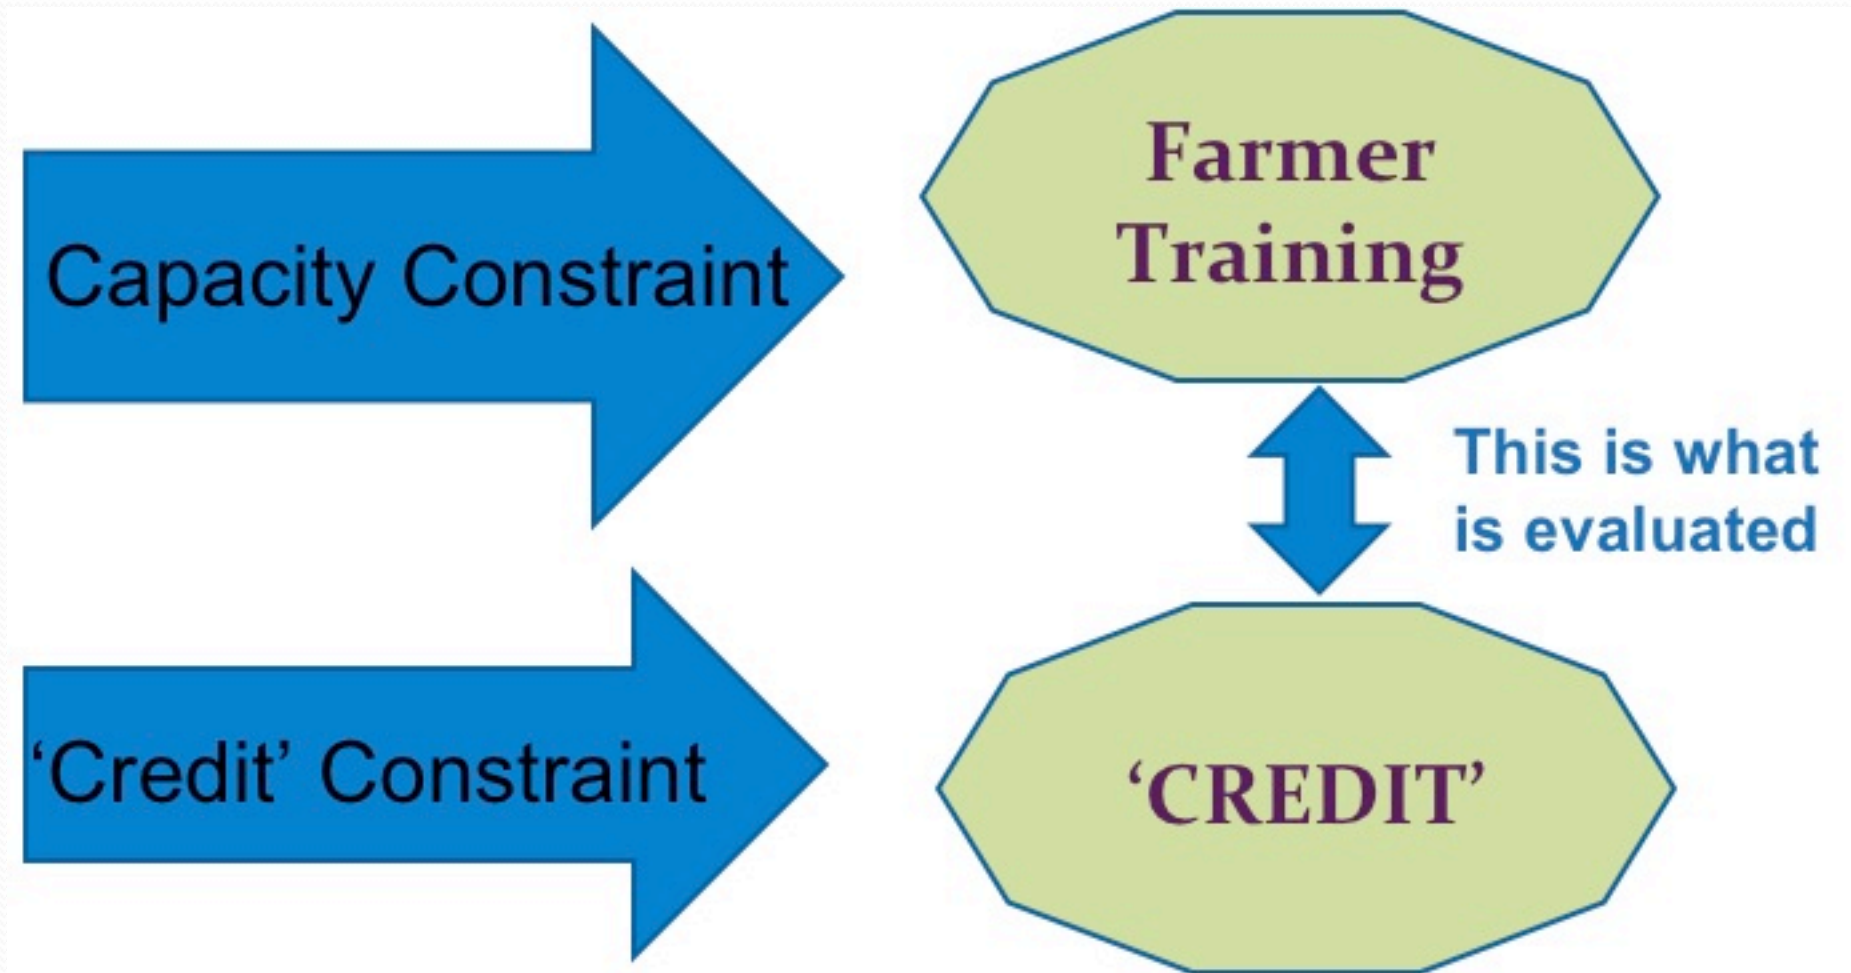 Capacity Constraint
Farmer
Training
This is what
is evaluated
‘Credit’ Constraint
‘CREDIT’